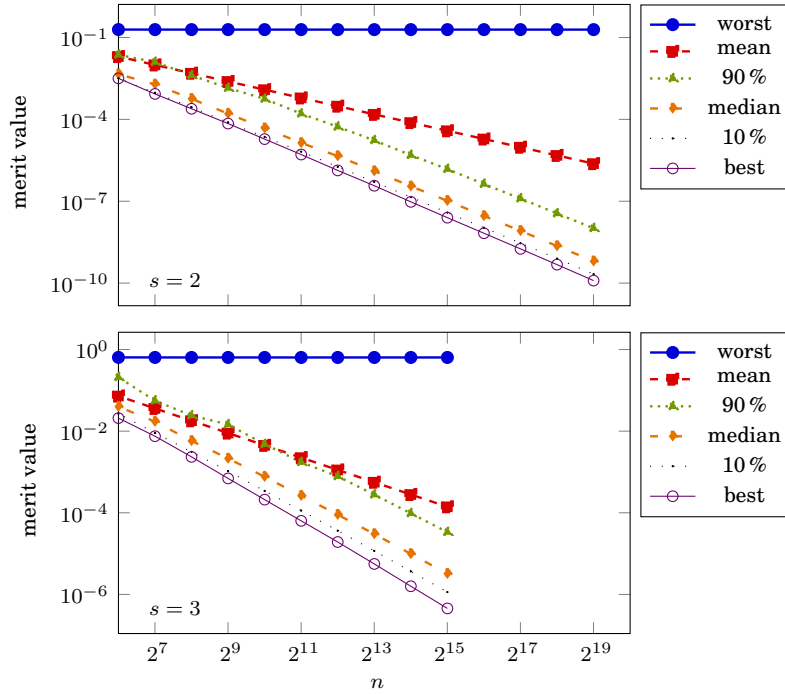 10^{-1}
10^{-4}
10^{-7}
10^{-10}
merit value
s = 2
worst
mean
90 %
median
10 %
best
10^{0}
10^{-2}
10^{-4}
10^{-6}
merit value
s = 3
2^{7} 2^{9} 2^{11} 2^{13} 2^{15} 2^{17} 2^{19}
n
worst
mean
90 %
median
10 %
best